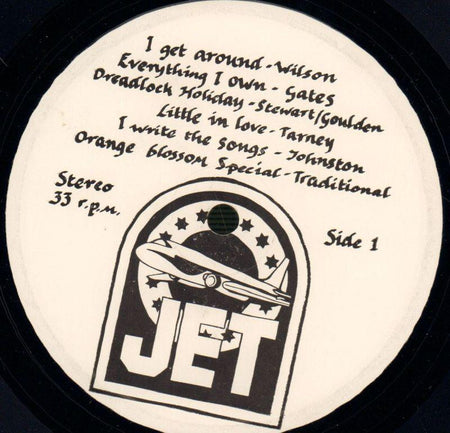 I get around - Wilson
Everything I own - Gates
Dreadlock Holiday - Stewart/Goulden
Little in love - Tarney
I write the songs - Johnston
Orange blossom Special - Traditional
Stereo
33 r.p.m.
Side 1
JET